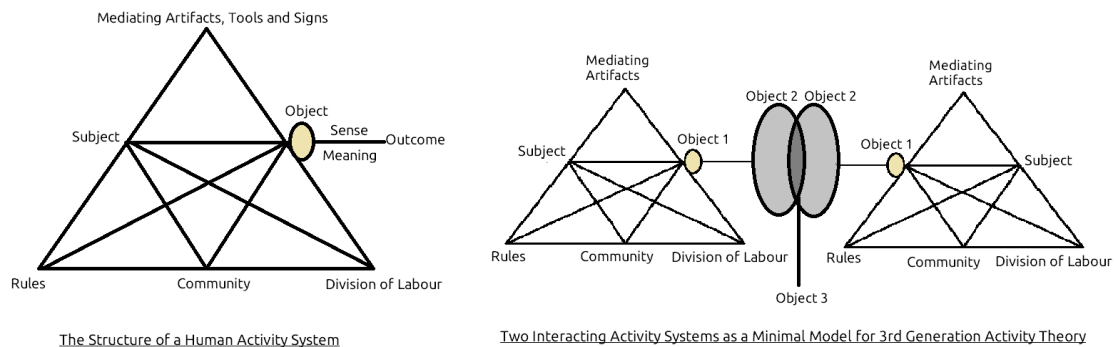 Mediating Artifacts, Tools and Signs
Object
Subject
Sense
Outcome
Meaning
Rules
Community
Division of Labour
The Structure of a Human Activity System
Mediating
Artifacts
Subject
Object 1
Rules
Community
Division of Labour
Object 2
Object 2
Object 3
Mediating
Artifacts
Object 1
Subject
Rules
Community
Division of Labour
Two Interacting Activity Systems as a Minimal Model for 3rd Generation Activity Theory